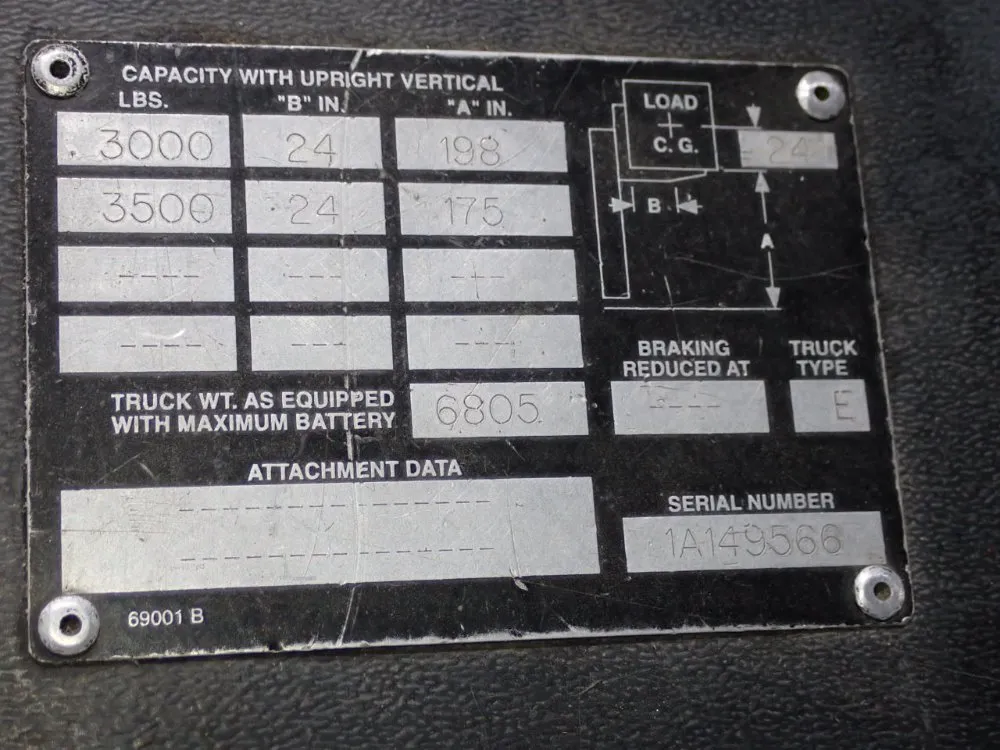 CAPACITY WITH UPRIGHT VERTICAL
LBS. "B" IN. "A" IN.
3000 24 198
3500 24 175
---- --- ---
---- --- ---
LOAD
C. G.
24
B
A
BRAKING REDUCED AT
----
TRUCK TYPE
E
TRUCK WT. AS EQUIPPED
WITH MAXIMUM BATTERY
6805
ATTACHMENT DATA
SERIAL NUMBER
1A149566
69001 B